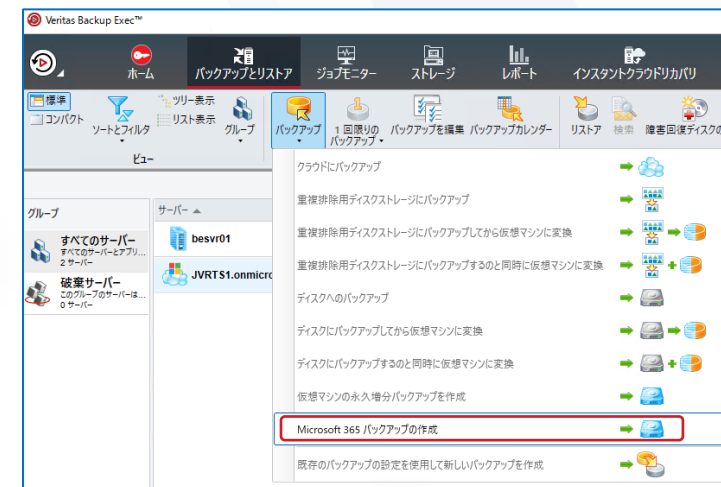 Veritas Backup Exec™
ホーム
バックアップとリストア
ジョブモニター
ストレージ
レポート
インスタントクラウドリカバリ
標準
コンパクト
ソートとフィルタ
ツリー表示
リスト表示
グループ
バックアップ
1 回限りの
バックアップ
バックアップを編集
バックアップカレンダー
リストア
検索
障害回復ディスクの
ビュー
グループ
サーバー
すべてのサーバー
すべてのサーバーとアプリ...
2 サーバー
破棄サーバー
このグループのサーバーは...
0 サーバー
besvr01
JVRTS1.onmicro
クラウドにバックアップ
重複排除用ディスクストレージにバックアップ
重複排除用ディスクストレージにバックアップしてから仮想マシンに変換
重複排除用ディスクストレージにバックアップするのと同時に仮想マシンに変換
ディスクへのバックアップ
ディスクにバックアップしてから仮想マシンに変換
ディスクにバックアップするのと同時に仮想マシンに変換
仮想マシンの永久増分バックアップを作成
Microsoft 365 バックアップの作成
既存のバックアップの設定を使用して新しいバックアップを作成